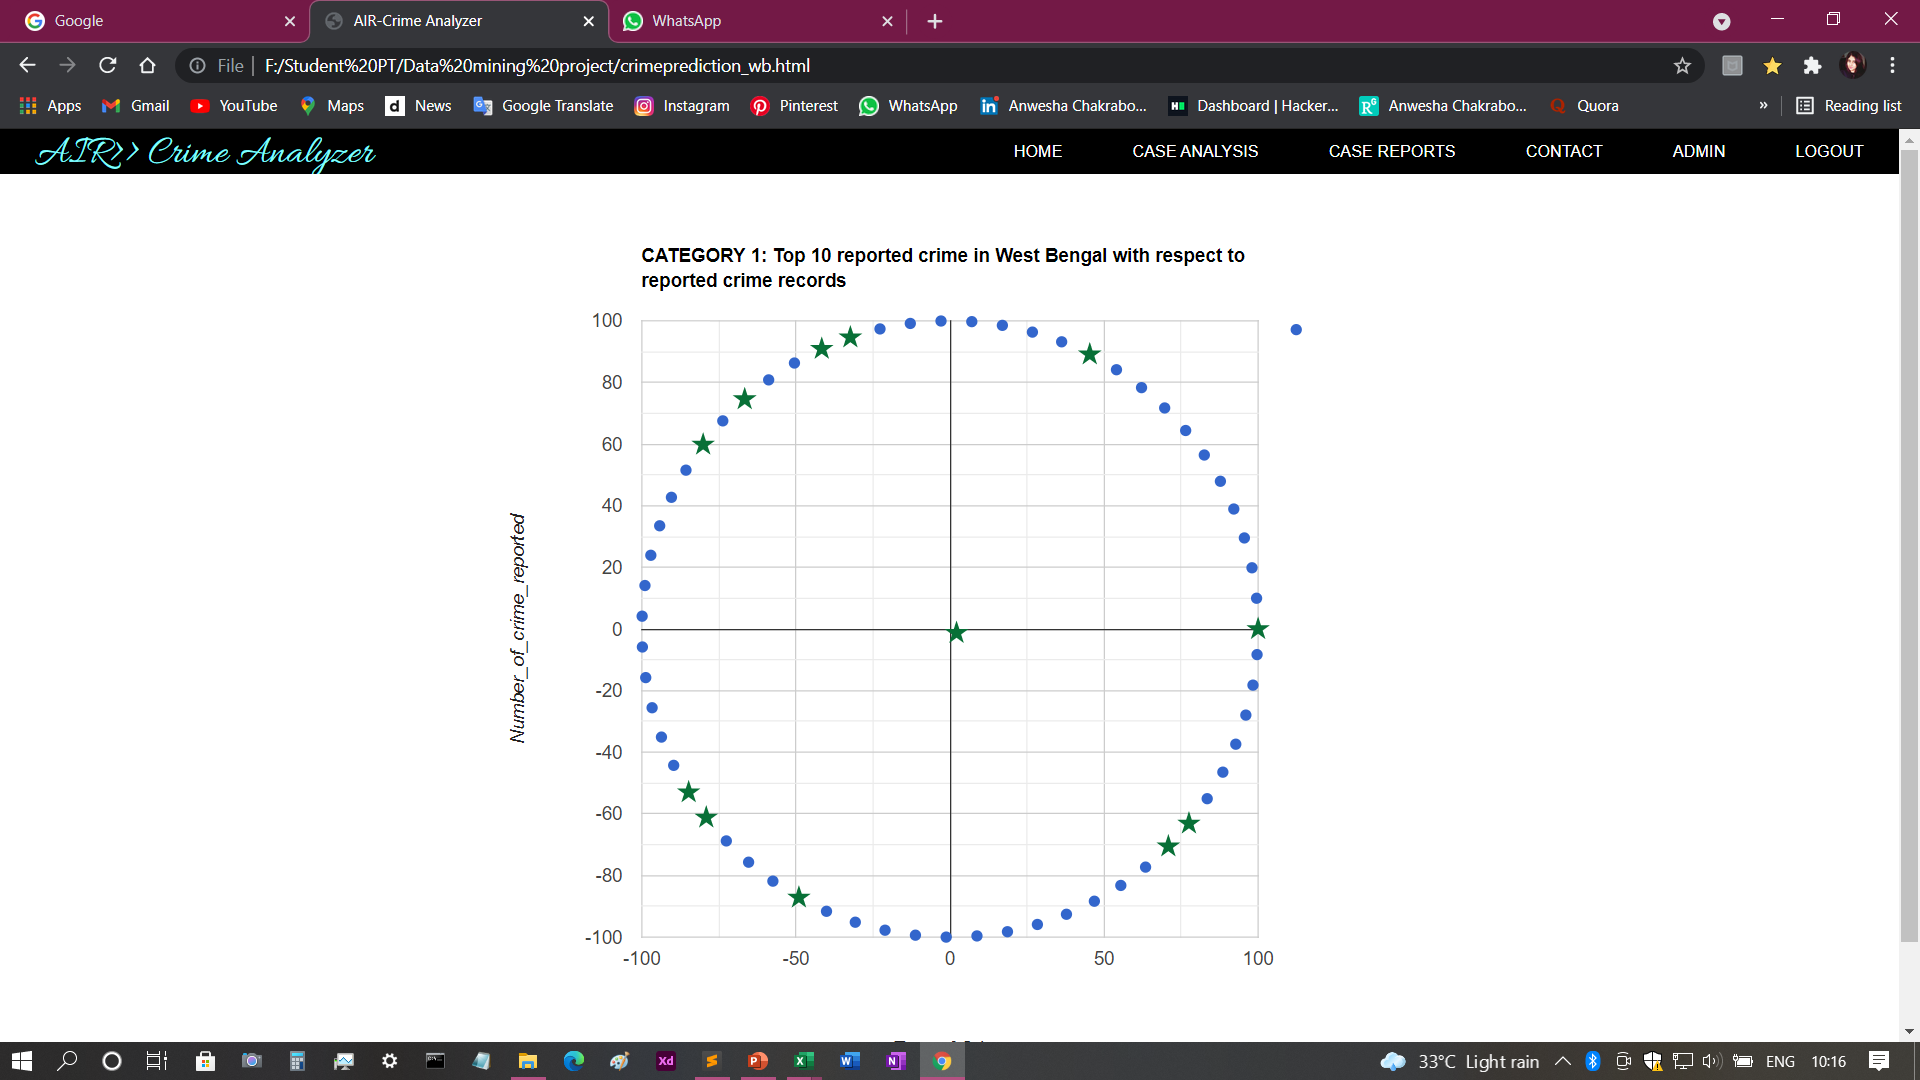 Google
AIR-Crime Analyzer
WhatsApp
File
F:/Student%20PT/Data%20mining%20project/crimeprediction_wb.html
Apps
Gmail
YouTube
Maps
d News
Google Translate
Instagram
Pinterest
WhatsApp
in Anwesha Chakrabo...
Dashboard | Hacker...
Anwesha Chakrabo...
Quora
»
Reading list
AIR>> Crime Analyzer
HOME
CASE ANALYSIS
CASE REPORTS
CONTACT
ADMIN
LOGOUT
CATEGORY 1: Top 10 reported crime in West Bengal with respect to
reported crime records
Number_of_crime_reported
100
80
60
40
20
0
-20
-40
-60
-80
-100
-100
-50
0
50
100
33°C Light rain
ENG
10:16